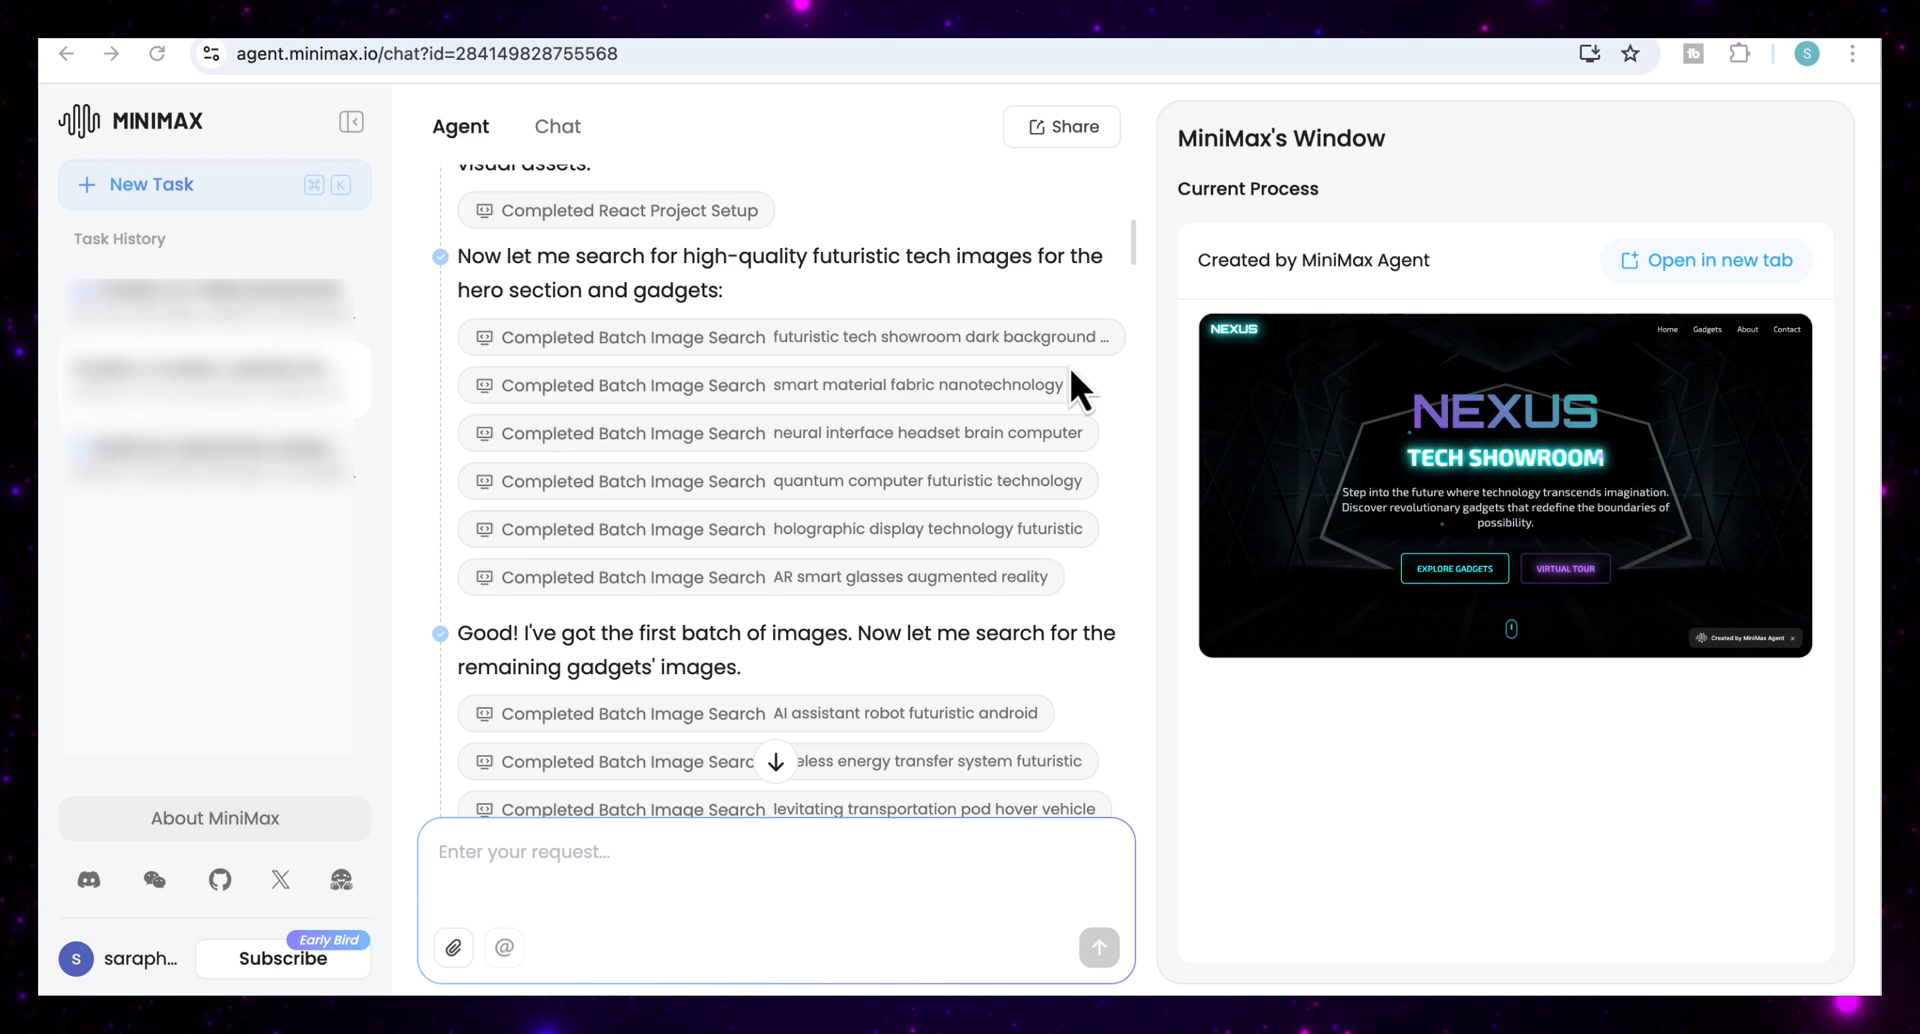 agent.minimax.io/chat?id=284149828755568
S
MINIMAX
New Task
⌘ K
Task History
About MiniMax
Early Bird
S
saraph...
Subscribe
Agent
Chat
Share
visual assets.
Completed React Project Setup
Now let me search for high-quality futuristic tech images for the
hero section and gadgets:
Completed Batch Image Search futuristic tech showroom dark background ...
Completed Batch Image Search smart material fabric nanotechnology
Completed Batch Image Search neural interface headset brain computer
Completed Batch Image Search quantum computer futuristic technology
Completed Batch Image Search holographic display technology futuristic
Completed Batch Image Search AR smart glasses augmented reality
Good! I've got the first batch of images. Now let me search for the
remaining gadgets' images.
Completed Batch Image Search AI assistant robot futuristic android
Completed Batch Image energy transfer system futuristic
Completed Batch Image Search levitating transportation pod hover vehicle
Enter your request...
@
MiniMax's Window
Current Process
Created by MiniMax Agent
Open in new tab
NEXUS
Home Gadgets About Contact
NEXUS
TECH SHOWROOM
Step into the future where technology transcends imagination.
Discover revolutionary gadgets that redefine the boundaries of
possibility.
EXPLORE GADGETS
VIRTUAL TOUR
Created by MiniMax Agent ×